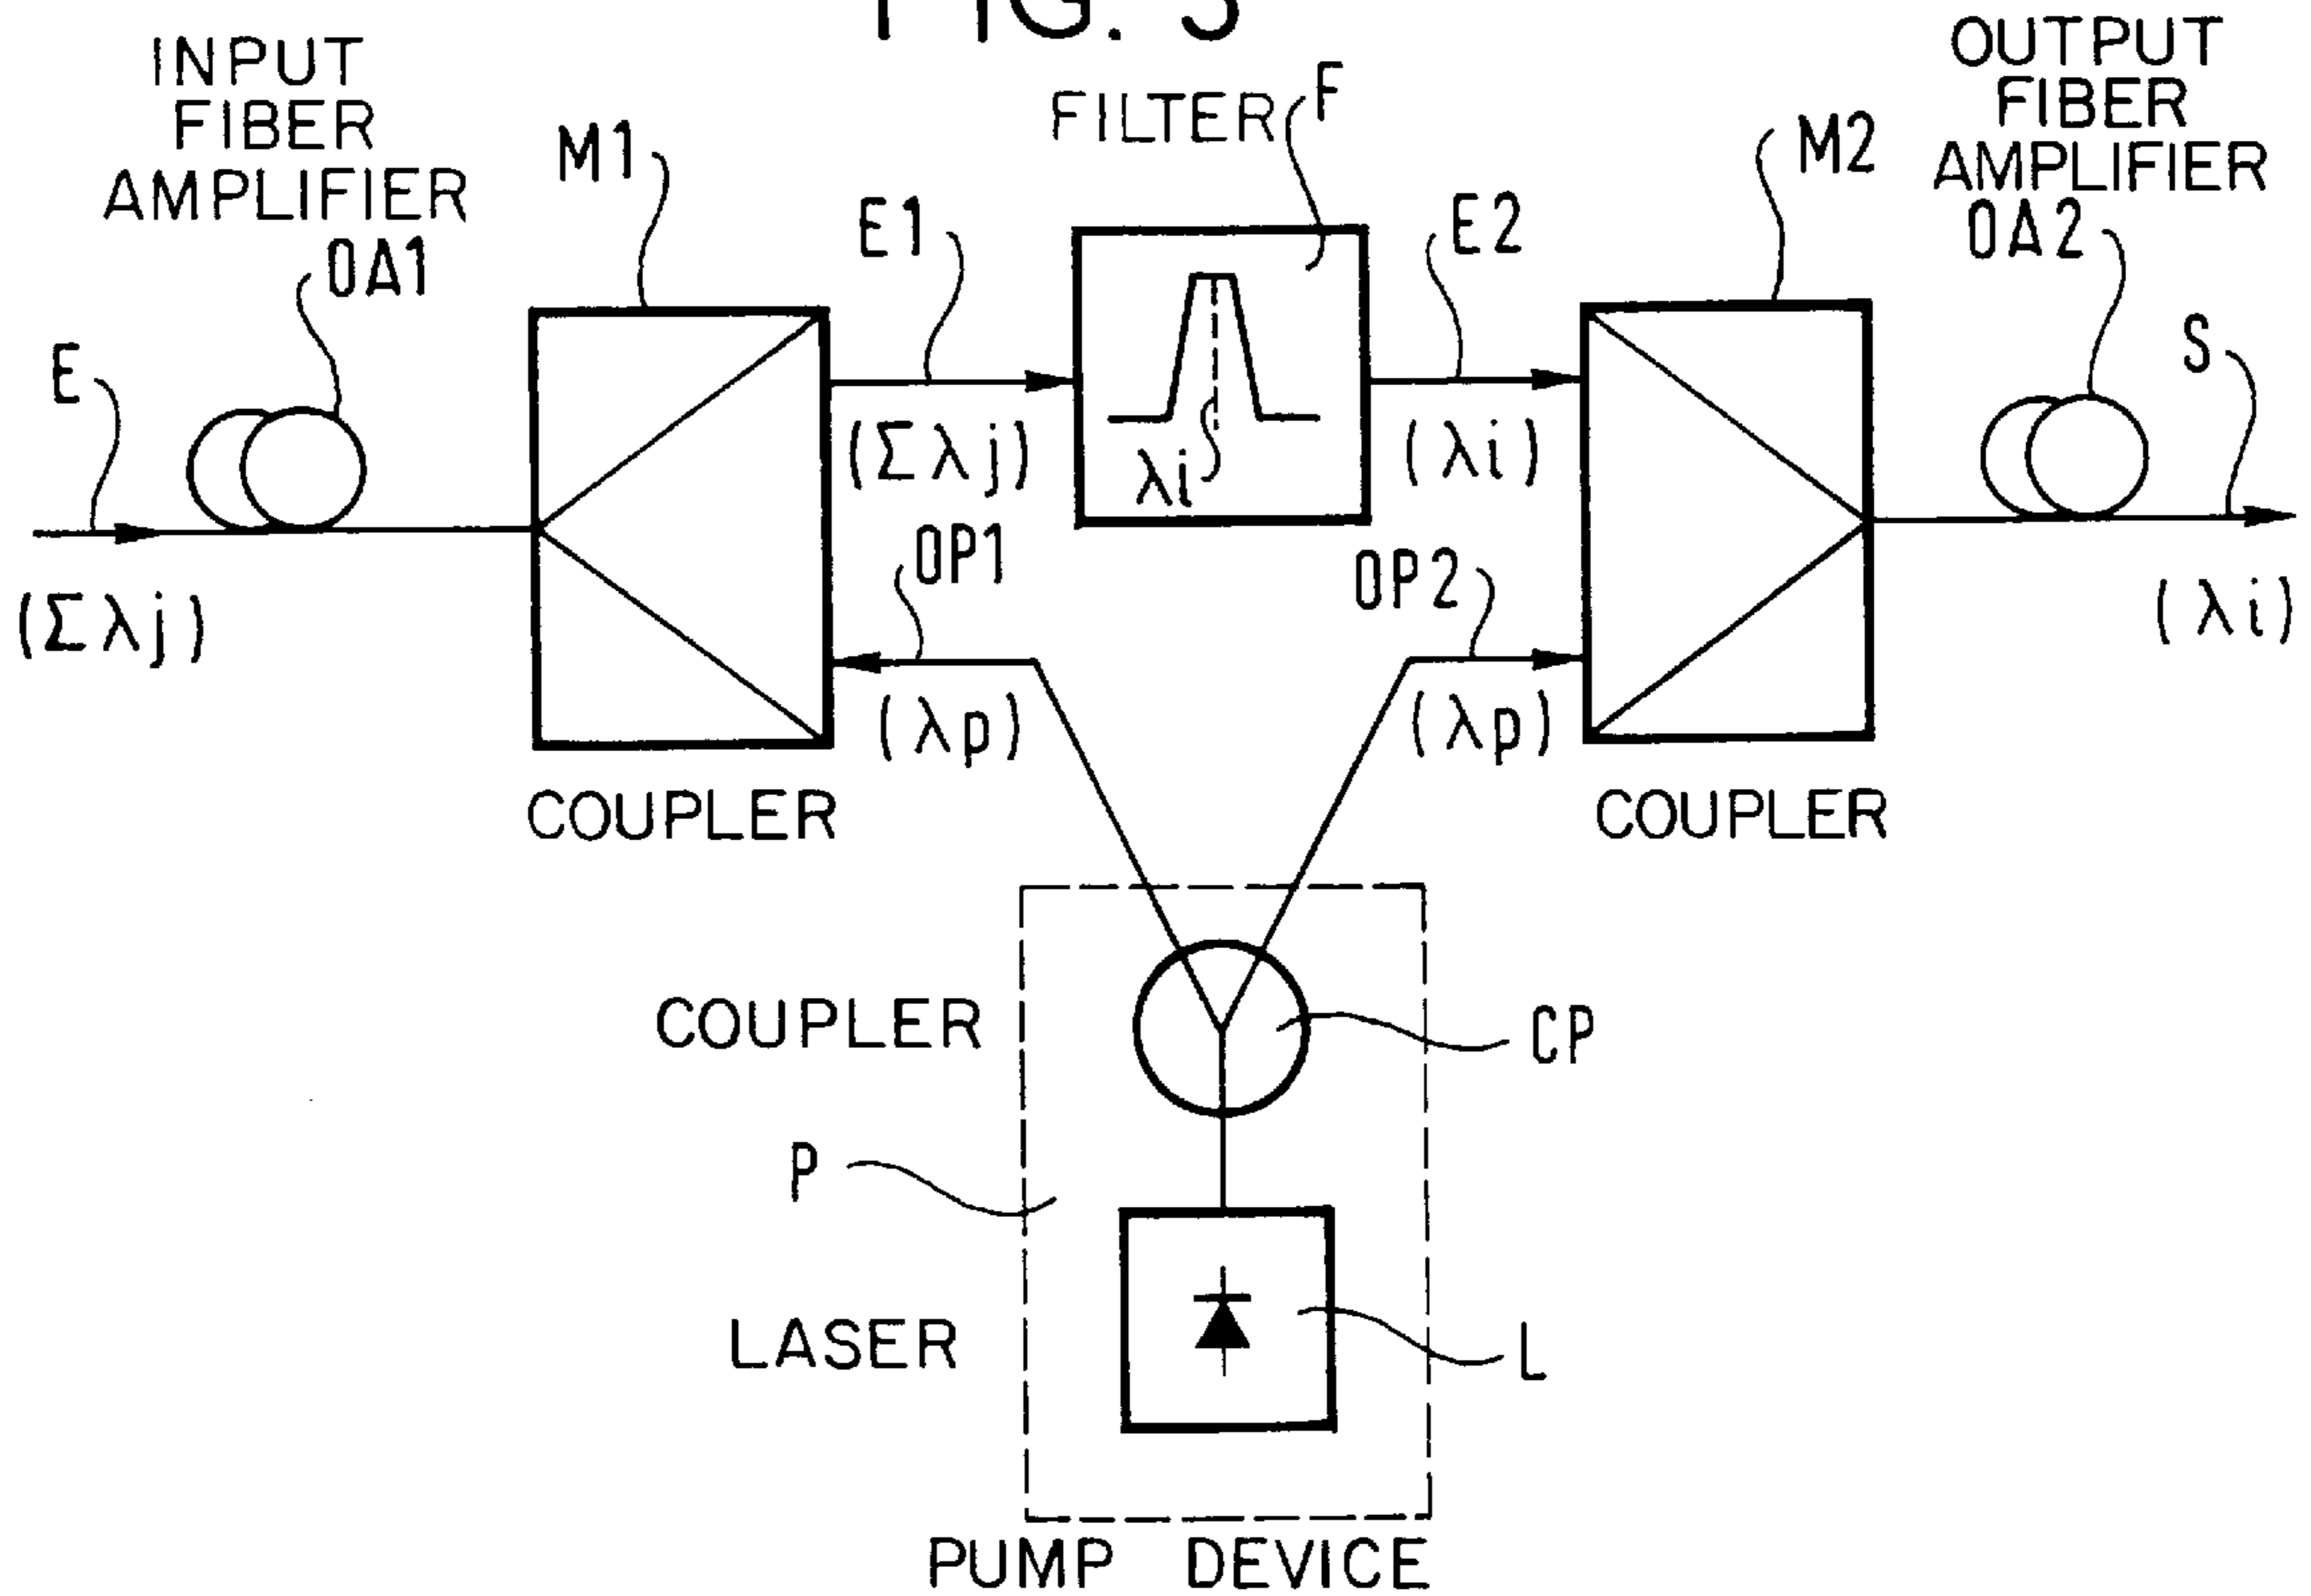 FIG. 3
INPUT
FIBER
AMPLIFIER
OA1
M1
E1
FILTER
F
E2
M2
OUTPUT
FIBER
AMPLIFIER
OA2
E
S
(Σλj)
(Σλj)
λi
(λi)
(λi)
OP1
OP2
(λp)
(λp)
COUPLER
COUPLER
COUPLER
CP
P
LASER
L
PUMP DEVICE